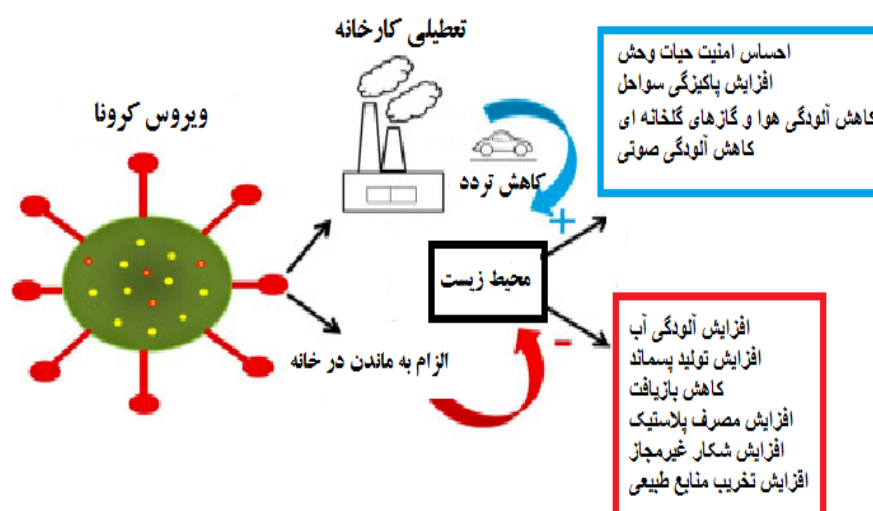 تعطیلی کارخانه
ویروس کرونا
کاهش تردد
احساس امنیت حیات وحش
افزایش پاکیزگی سواحل
کاهش آلودگی هوا و گازهای گلخانه ای
کاهش آلودگی صوتی
+
محیط زیست
-
الزام به ماندن در خانه
افزایش آلودگی آب
افزایش تولید پسماند
کاهش بازیافت
افزایش مصرف پلاستیک
افزایش شکار غیرمجاز
افزایش تخریب منابع طبیعی